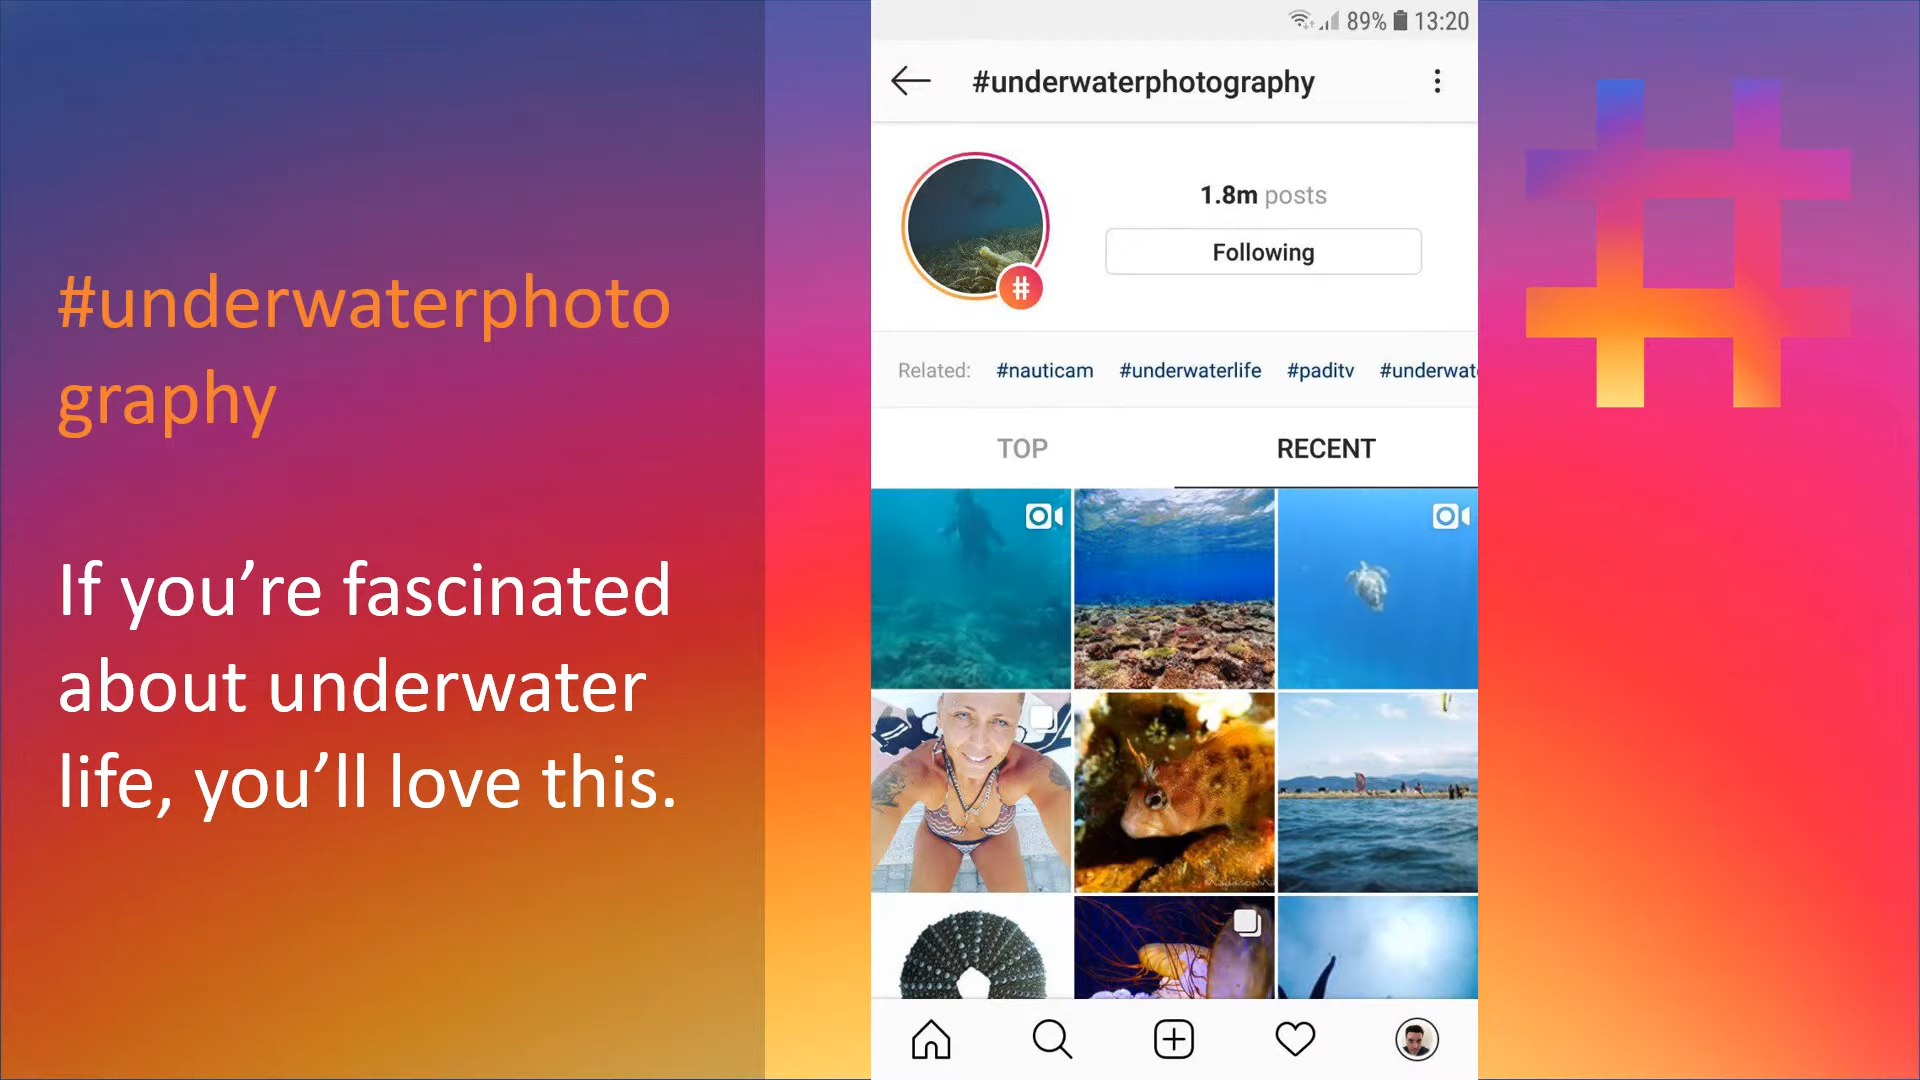 #underwaterphoto
graphy
If you’re fascinated
about underwater
life, you’ll love this.
89% 13:20
#underwaterphotography
1.8m posts
Following
#
Related: #nauticam #underwaterlife #paditv #underwat
TOP RECENT
#